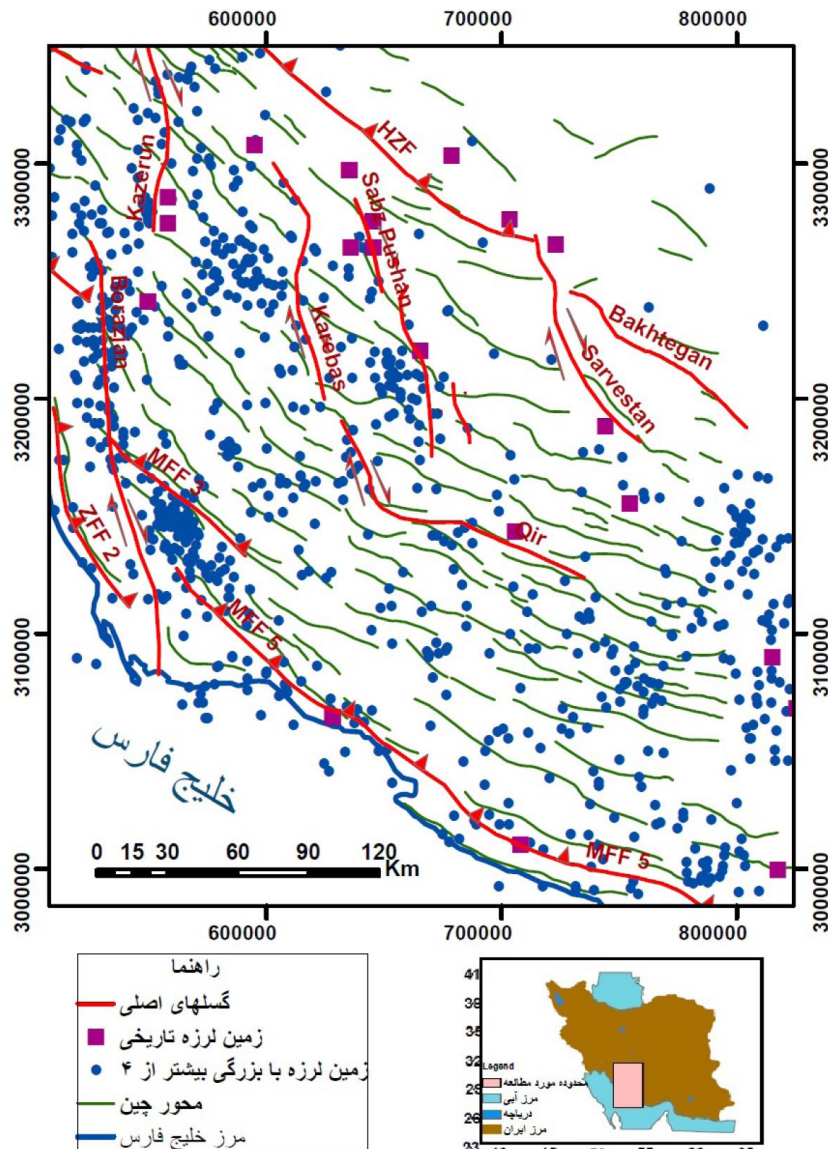 600000 700000 800000
3300000
3200000
3100000
3000000
3300000
3200000
3100000
3000000
HZF
Kazerun
Sabz Pushan
Borazjan
Karebas
Bakhtegan
Sarvestan
MFF 3
ZFF 2
Qir
MFF 5
خلیج فارس
MFF 5
0 15 30 60 90 120
Km
600000 700000 800000
راهنما
گسلهای اصلی
زمین لرزه تاریخی
زمین لرزه با بزرگی بیشتر از ۴
محور چین
مرز خلیج فارس
Legend
محدوده مورد مطالعه
مرز آبی
دریاچه
مرز ایران